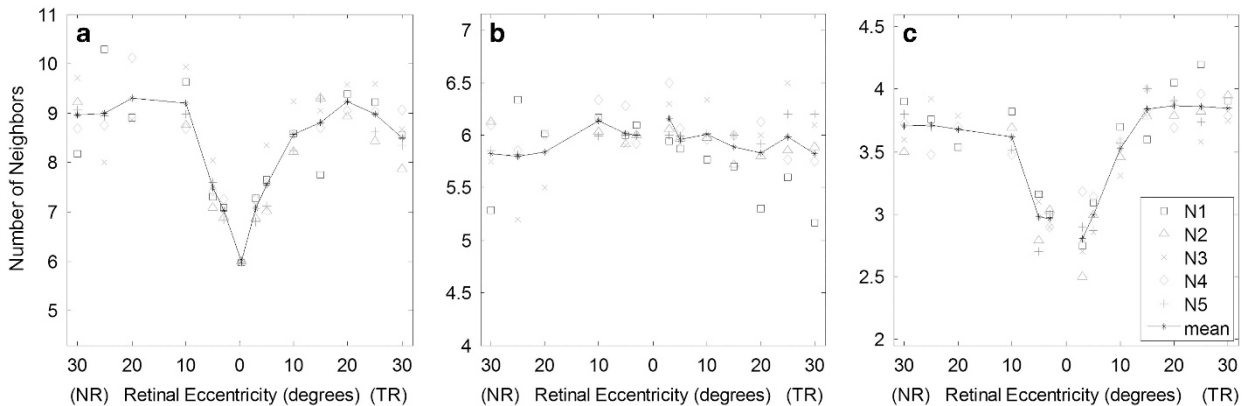 a
11
10
9
8
7
6
5
Number of Neighbors
30 20 10 0 10 20 30
(NR) Retinal Eccentricity (degrees) (TR)
b
7
6.5
6
5.5
5
4.5
4
30 20 10 0 10 20 30
(NR) Retinal Eccentricity (degrees) (TR)
c
4.5
4
3.5
3
2.5
2
30 20 10 0 10 20 30
(NR) Retinal Eccentricity (degrees) (TR)
N1
N2
N3
N4
N5
mean